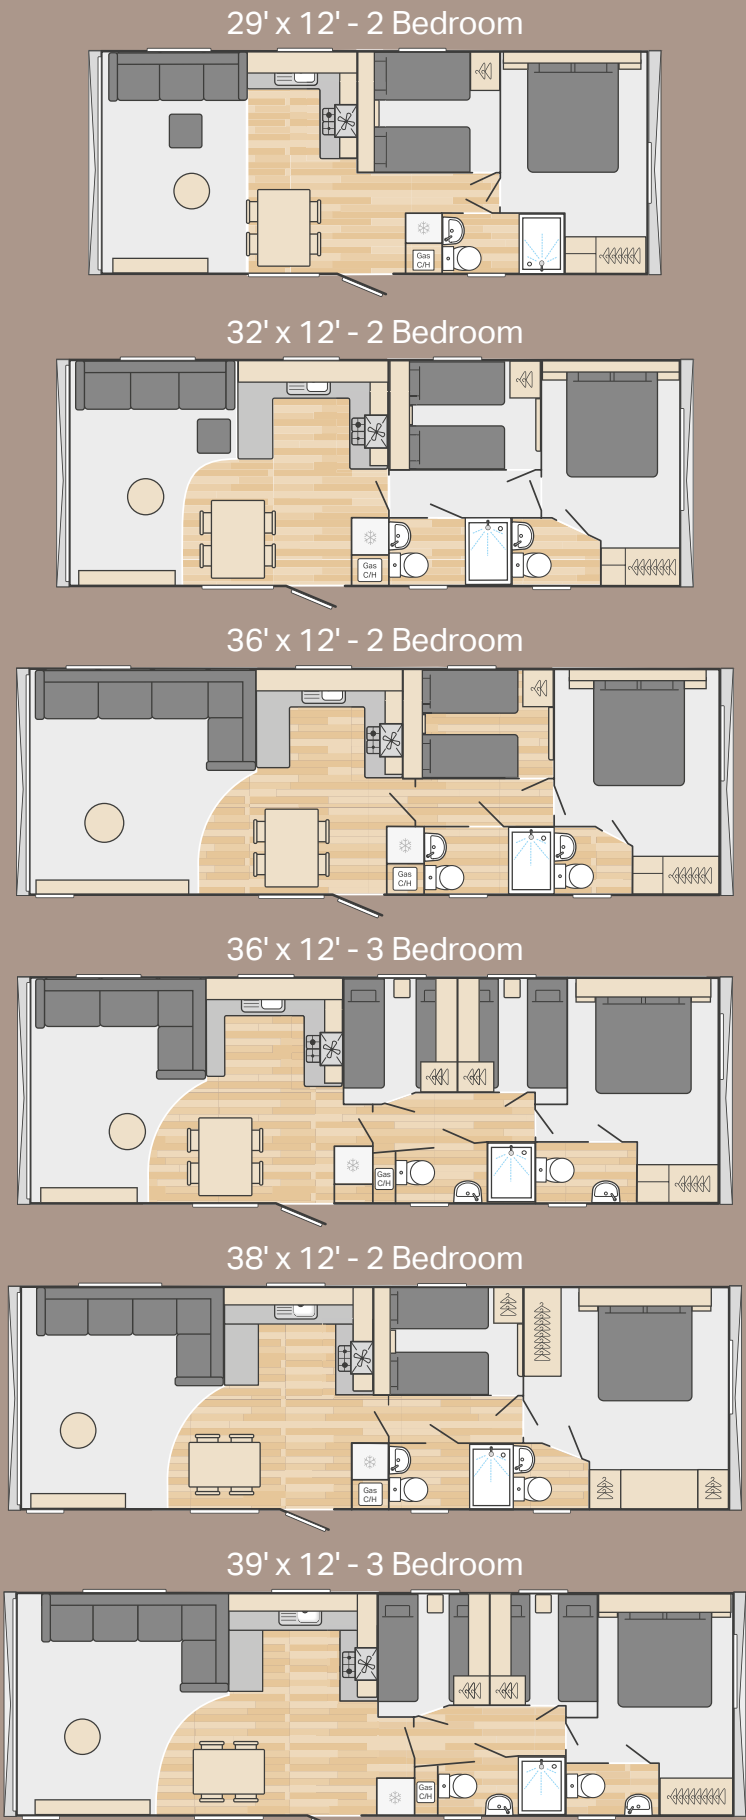 29' x 12' - 2 Bedroom
Gas
C/H
32' x 12' - 2 Bedroom
Gas
C/H
36' x 12' - 2 Bedroom
Gas
C/H
36' x 12' - 3 Bedroom
Gas
C/H
38' x 12' - 2 Bedroom
Gas
C/H
39' x 12' - 3 Bedroom
Gas
C/H